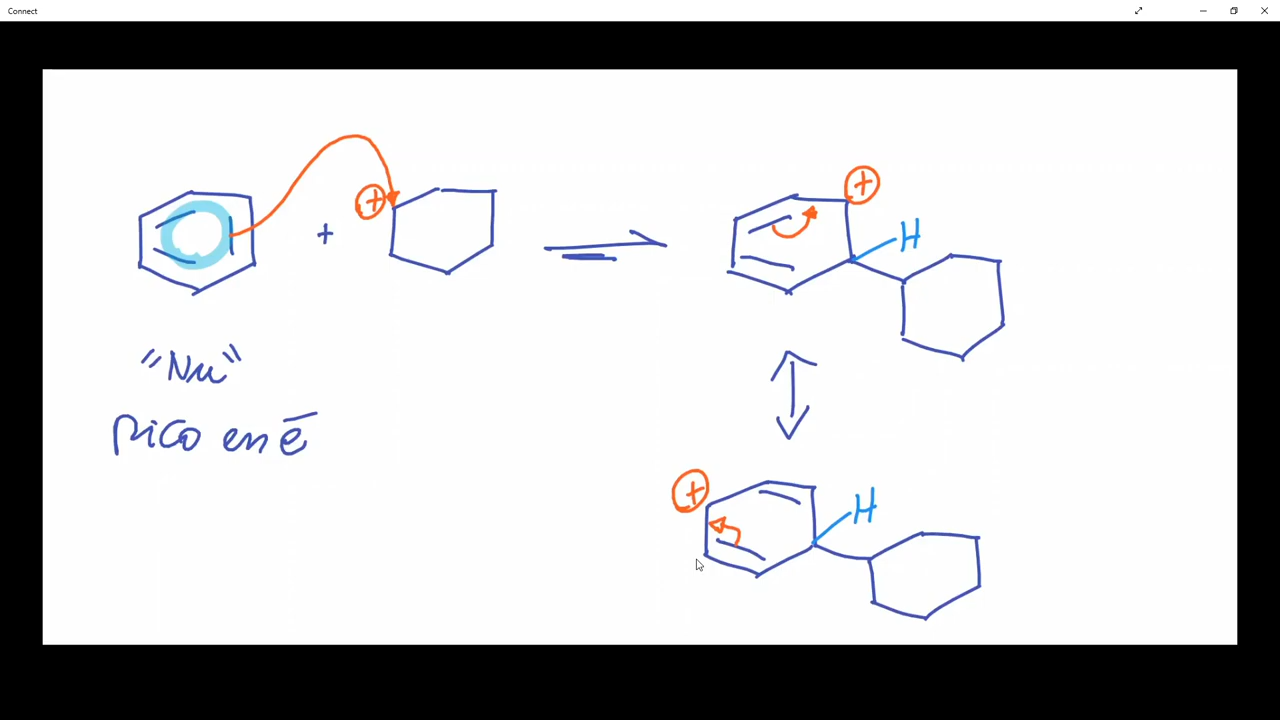 Connect
+ + +
H
"Nu"
rico en e̅
+
H